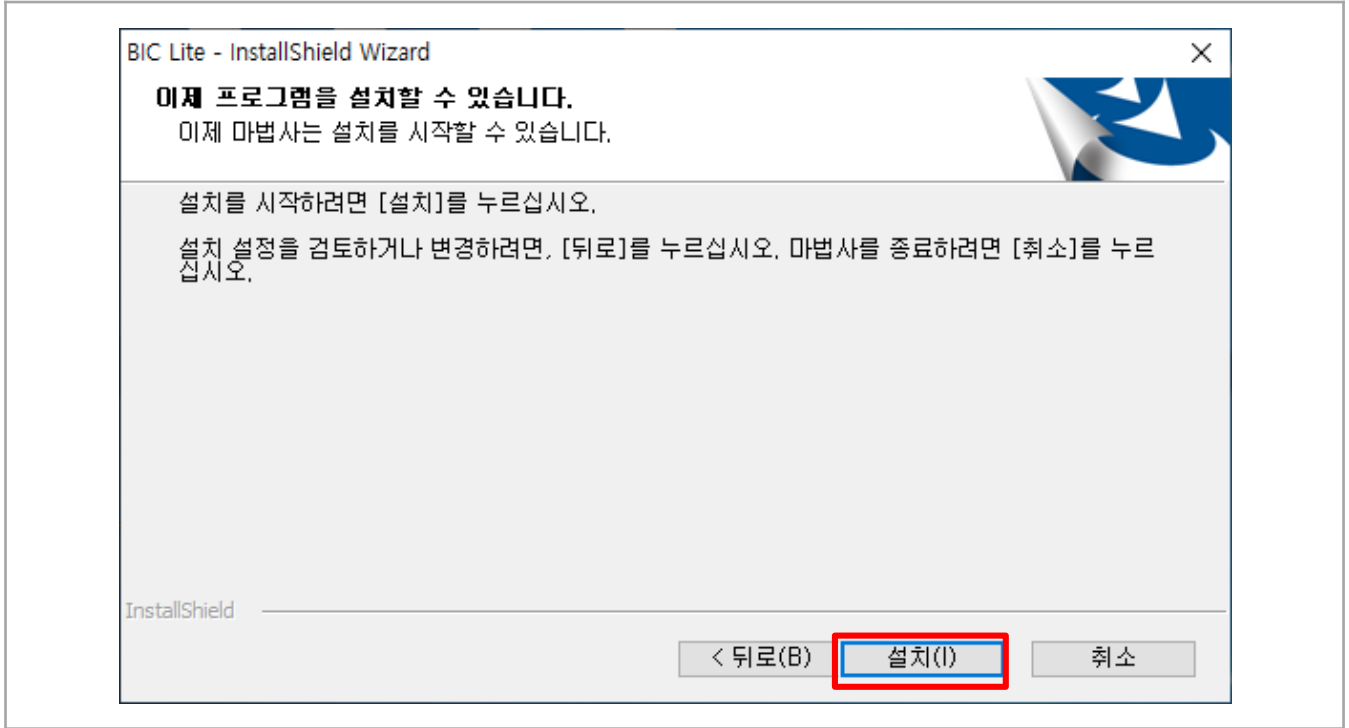 BIC Lite - InstallShield Wizard
이제 프로그램을 설치할 수 있습니다.
이제 마법사는 설치를 시작할 수 있습니다.
설치를 시작하려면 [설치]를 누르십시오.
설치 설정을 검토하거나 변경하려면, [뒤로]를 누르십시오. 마법사를 종료하려면 [취소]를 누르
십시오.
InstallShield
< 뒤로(B)
설치(I)
취소